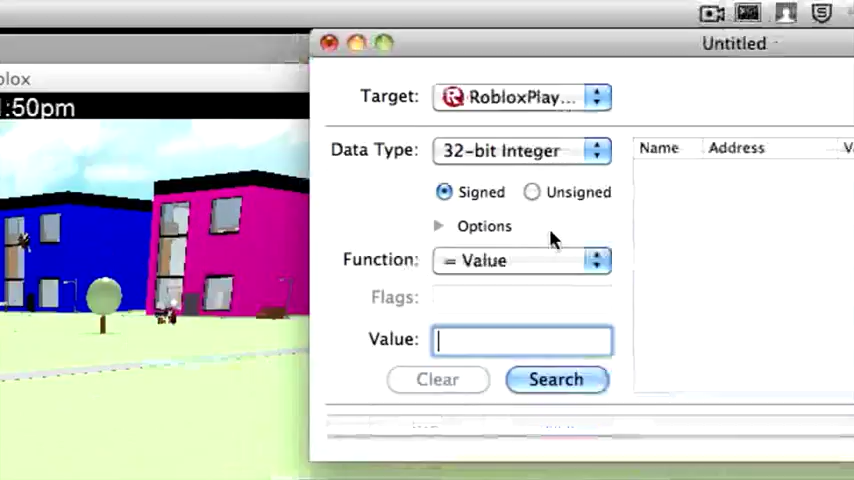 Untitled
lox
1:50pm
Target:
RobloxPlay...
Data Type:
32-bit Integer
Name
Address
V
Signed
Unsigned
Options
Function:
= Value
Flags:
Value:
Clear
Search